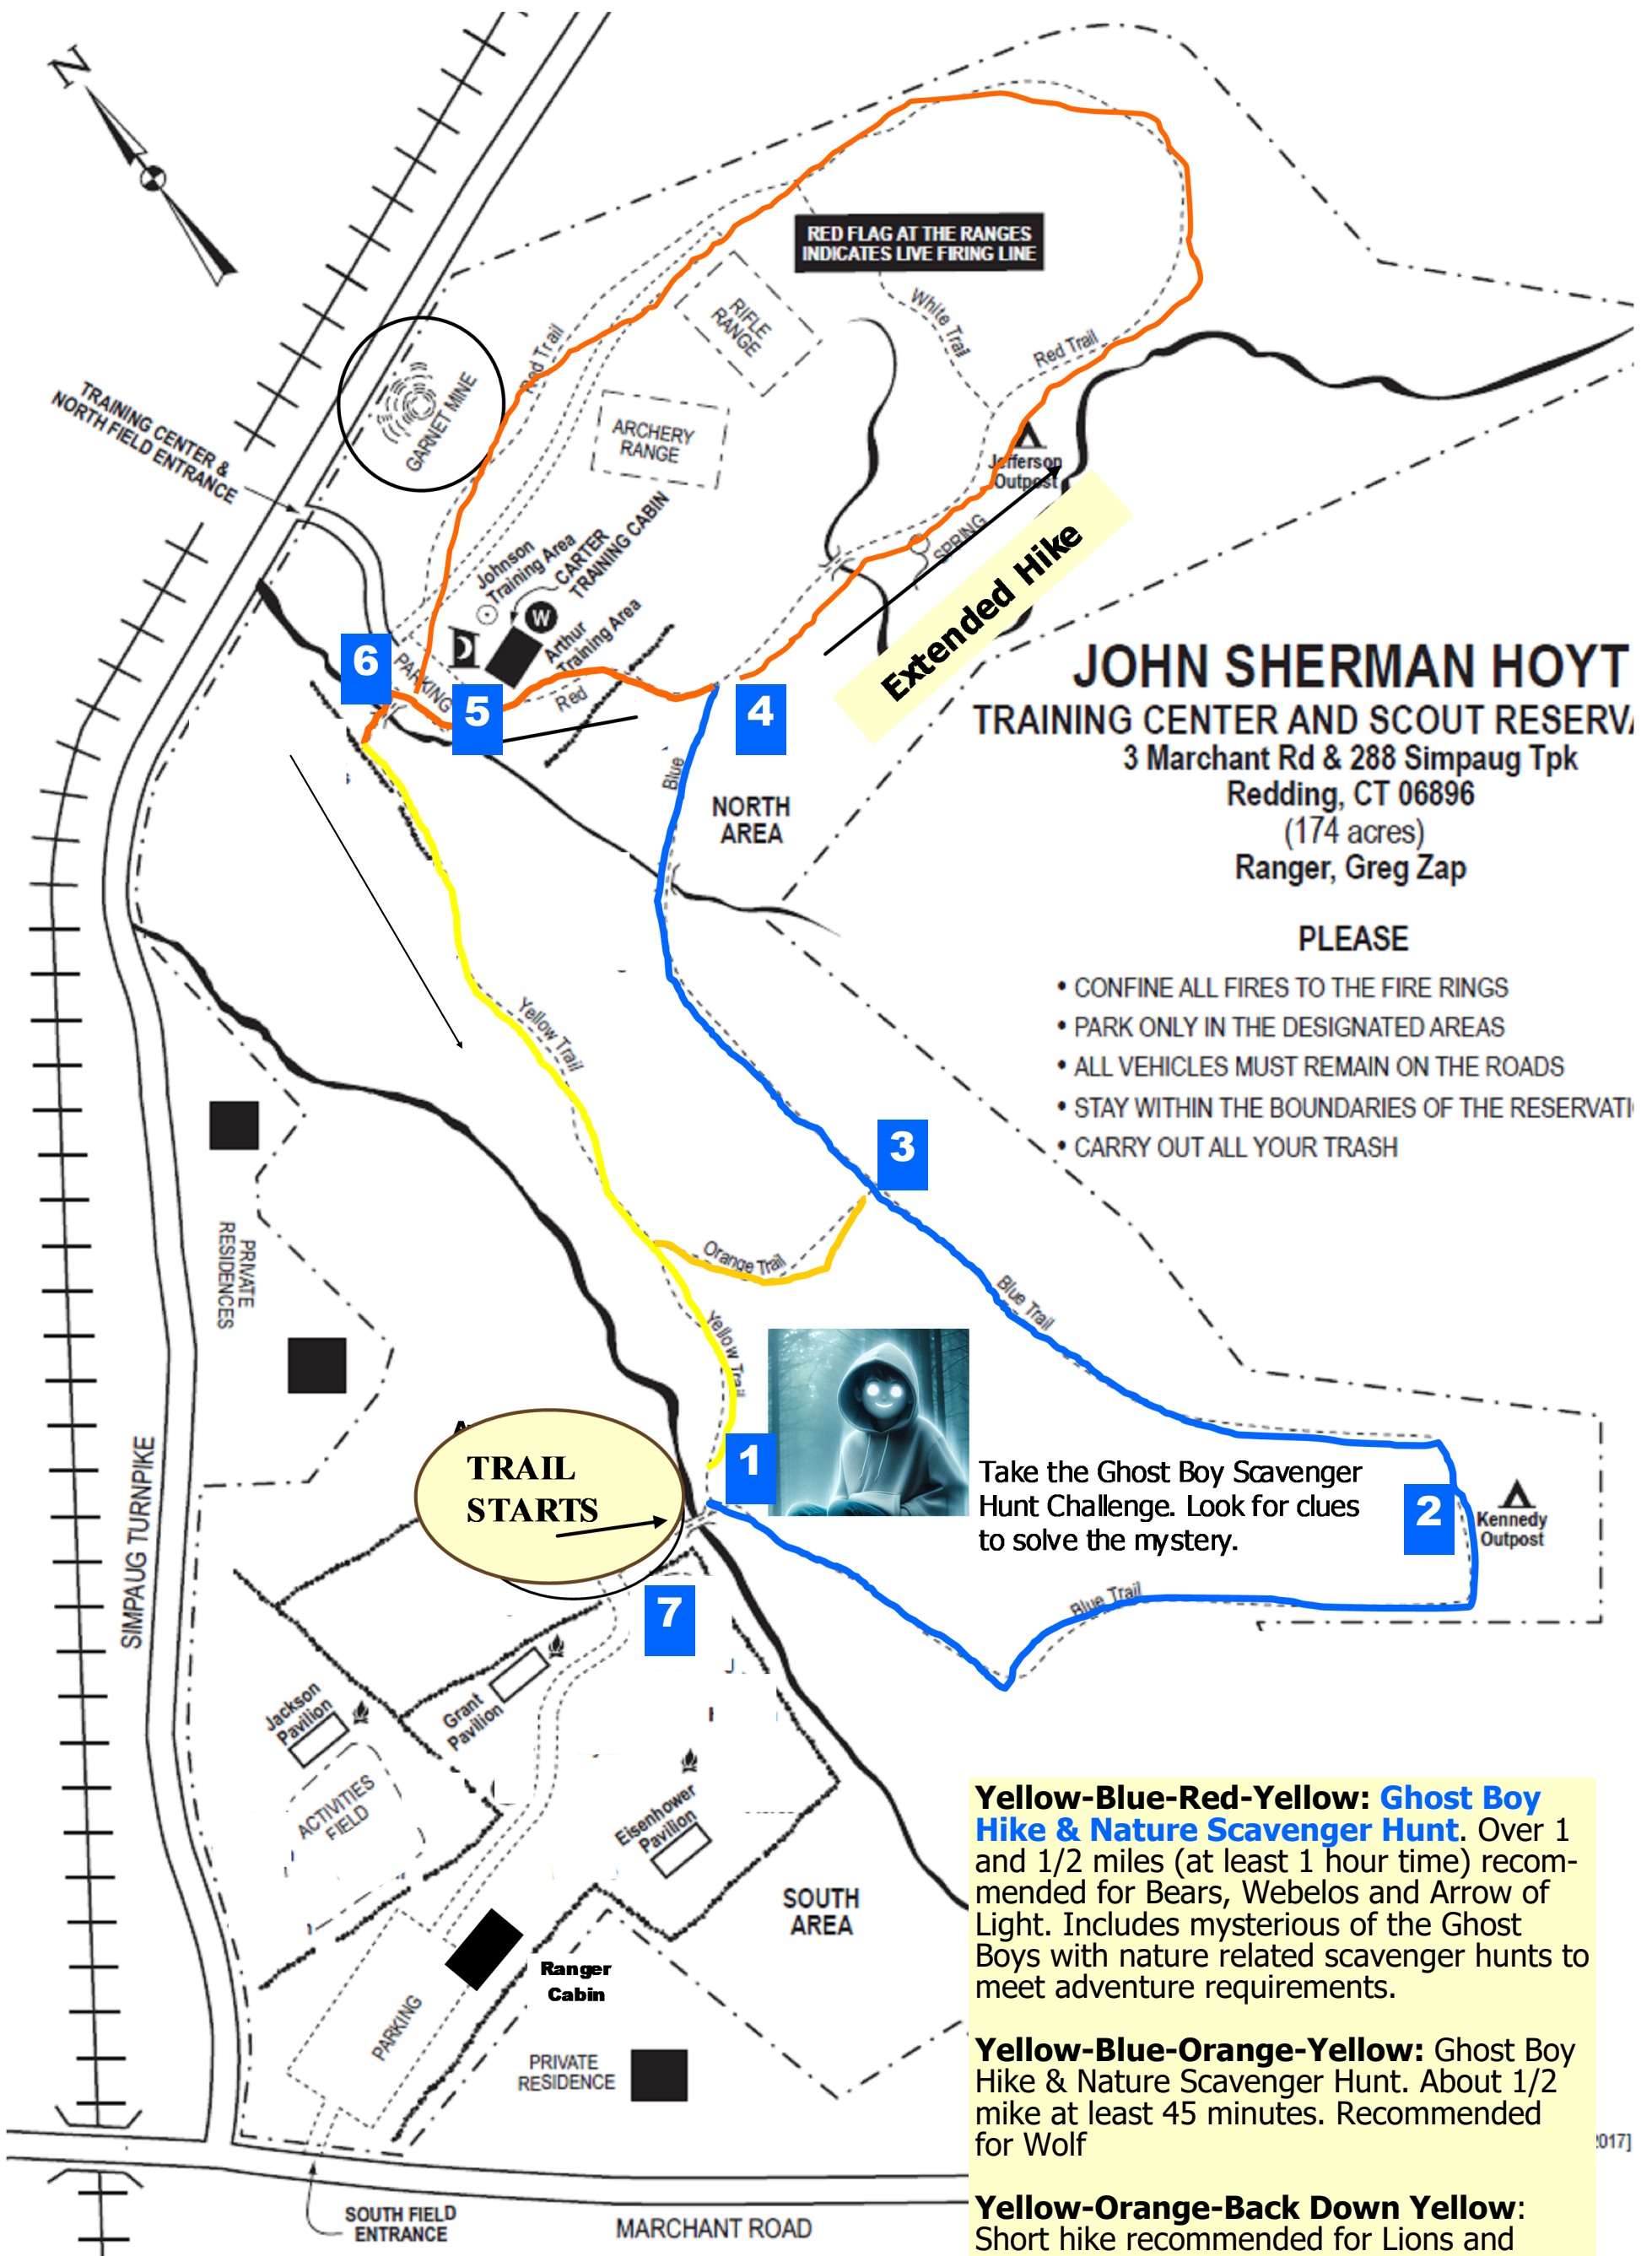 N
RED FLAG AT THE RANGES
INDICATES LIVE FIRING LINE
RIFLE
RANGE
White Trail
Red Trail
Red Trail
GARNET MINE
TRAINING CENTER &
NORTH FIELD ENTRANCE
ARCHERY
RANGE
Jefferson
Outpost
SPRING
Extended Hike
Johnson
Training Area
CARTER
TRAINING CABIN
W
Arthur
Training Area
6
PARKING
5
Red
4
Blue
NORTH
AREA
JOHN SHERMAN HOYT
TRAINING CENTER AND SCOUT RESERVA
3 Marchant Rd & 288 Simpaug Tpk
Redding, CT 06896
(174 acres)
Ranger, Greg Zap
PLEASE
• CONFINE ALL FIRES TO THE FIRE RINGS
• PARK ONLY IN THE DESIGNATED AREAS
• ALL VEHICLES MUST REMAIN ON THE ROADS
• STAY WITHIN THE BOUNDARIES OF THE RESERVATI
• CARRY OUT ALL YOUR TRASH
Yellow Trail
3
PRIVATE
RESIDENCES
Orange Trail
Blue Trail
Yellow Trail
1
TRAIL
STARTS
Take the Ghost Boy Scavenger
Hunt Challenge. Look for clues
to solve the mystery.
2
Kennedy
Outpost
Blue Trail
SIMPAUG TURNPIKE
7
Jackson
Pavilion
Grant
Pavilion
ACTIVITIES
FIELD
Eisenhower
Pavilion
SOUTH
AREA
Ranger
Cabin
PARKING
PRIVATE
RESIDENCE
SOUTH FIELD
ENTRANCE
MARCHANT ROAD
Yellow-Blue-Red-Yellow: Ghost Boy
Hike & Nature Scavenger Hunt. Over 1
and 1/2 miles (at least 1 hour time) recom-
mended for Bears, Webelos and Arrow of
Light. Includes mysterious of the Ghost
Boys with nature related scavenger hunts to
meet adventure requirements.
Yellow-Blue-Orange-Yellow: Ghost Boy
Hike & Nature Scavenger Hunt. About 1/2
mike at least 45 minutes. Recommended
for Wolf
2017]
Yellow-Orange-Back Down Yellow:
Short hike recommended for Lions and